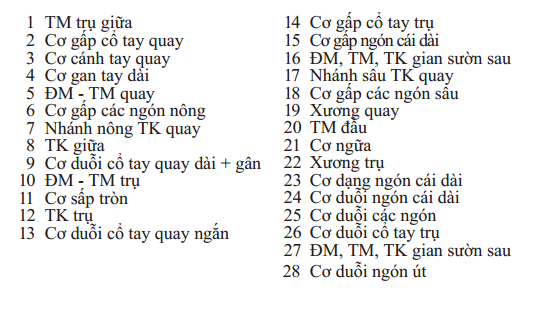 1 TM trụ giữa
2 Cơ gấp cổ tay quay
3 Cơ cánh tay quay
4 Cơ gan tay dài
5 ĐM - TM quay
6 Cơ gấp các ngón nông
7 Nhánh nông TK quay
8 TK giữa
9 Cơ duỗi cổ tay quay dài + gân
10 ĐM - TM trụ
11 Cơ sấp tròn
12 TK trụ
13 Cơ duỗi cổ tay quay ngắn
14 Cơ gấp cổ tay trụ
15 Cơ gấp ngón cái dài
16 ĐM, TM, TK gian sườn sau
17 Nhánh sâu TK quay
18 Cơ gấp các ngón sâu
19 Xương quay
20 TM đầu
21 Cơ ngữa
22 Xương trụ
23 Cơ dạng ngón cái dài
24 Cơ duỗi ngón cái dài
25 Cơ duỗi các ngón
26 Cơ duỗi cổ tay trụ
27 ĐM, TM, TK gian sườn sau
28 Cơ duỗi ngón út